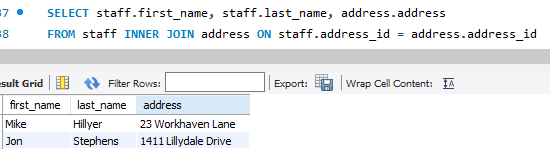 37 SELECT staff.first_name, staff.last_name, address.address
38 FROM staff INNER JOIN address ON staff.address_id = address.address_id
Result Grid Filter Rows: Export: Wrap Cell Content:
first_name last_name address
Mike Hillyer 23 Workhaven Lane
Jon Stephens 1411 Lillydale Drive